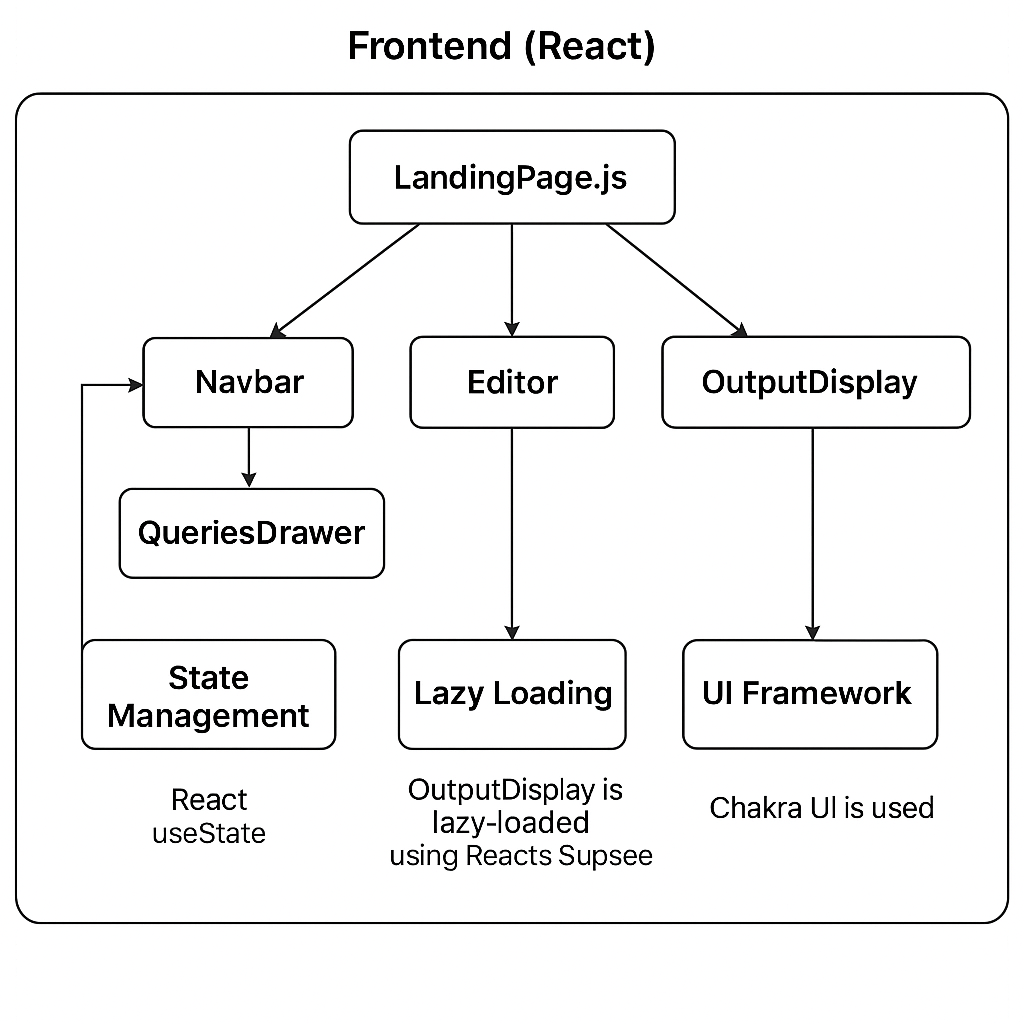 Frontend (React)
LandingPage.js
Navbar
Editor
OutputDisplay
QueriesDrawer
State
Management
Lazy Loading
UI Framework
React
useState
OutputDisplay is
lazy-loaded
using Reacts Supsee
Chakra UI is used